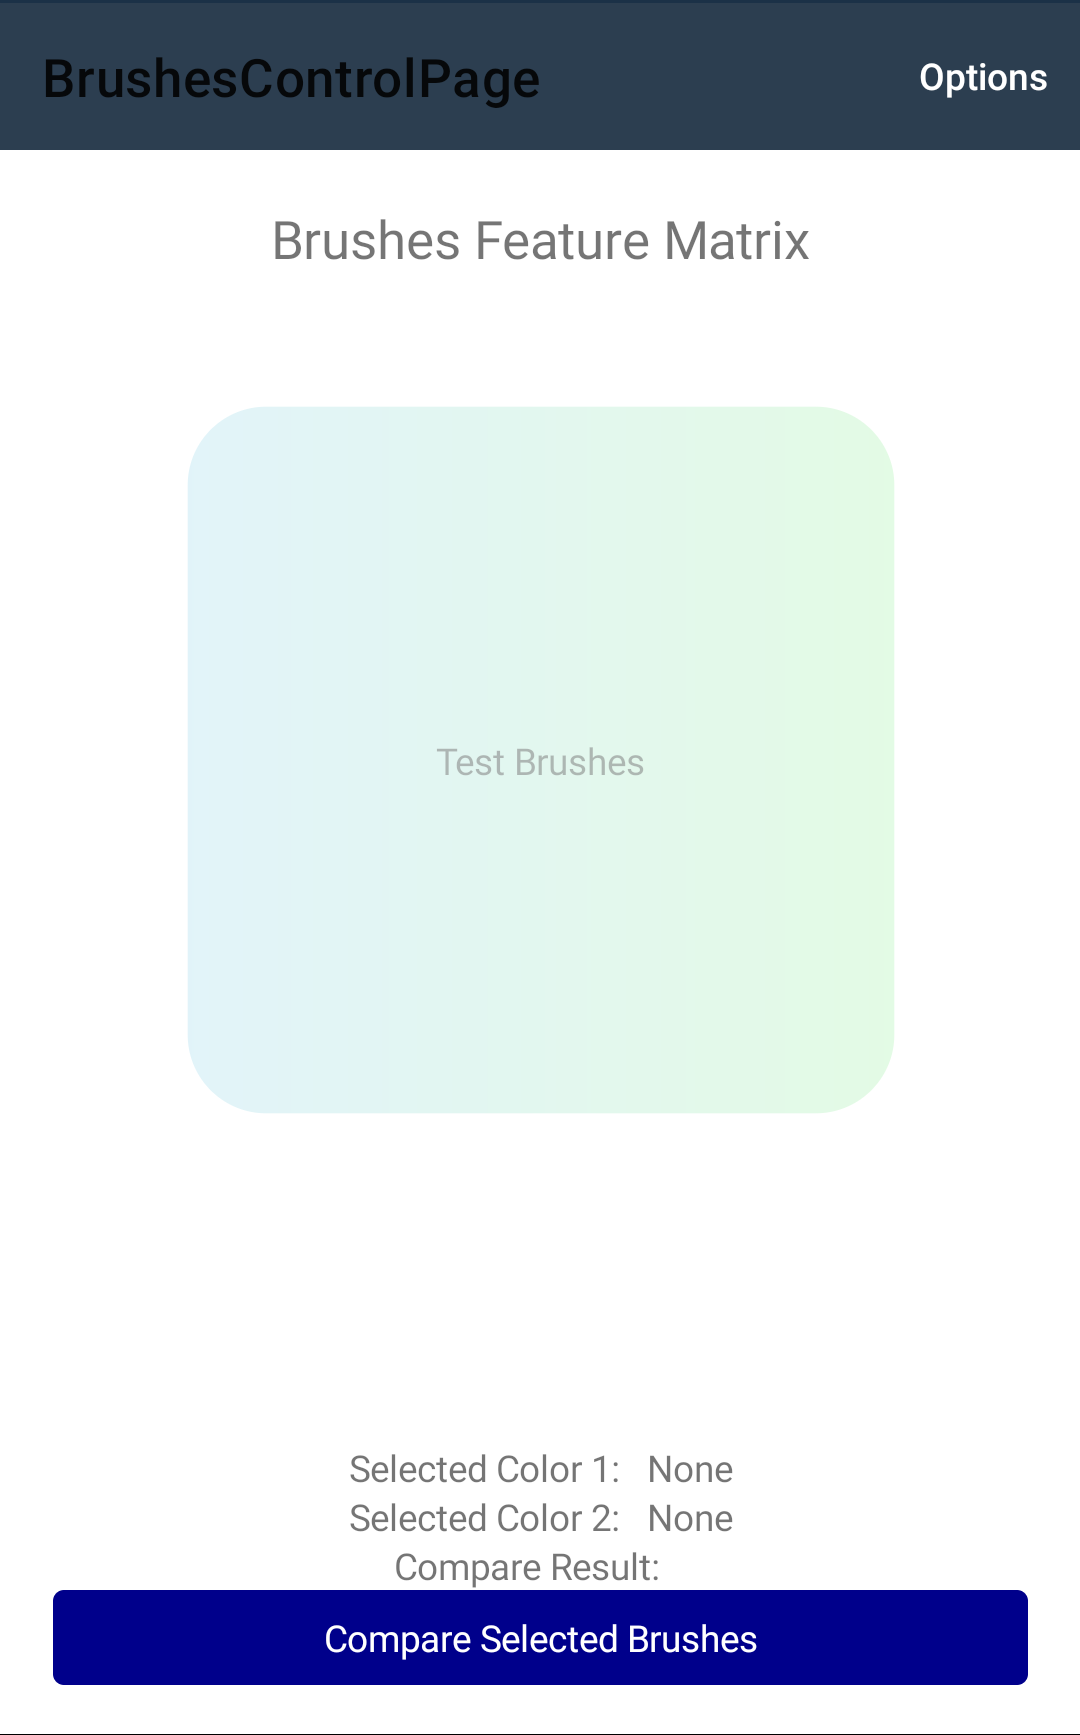 BrushesControlPage Options
Brushes Feature Matrix
Test Brushes
Selected Color 1: None
Selected Color 2: None
Compare Result:
Compare Selected Brushes